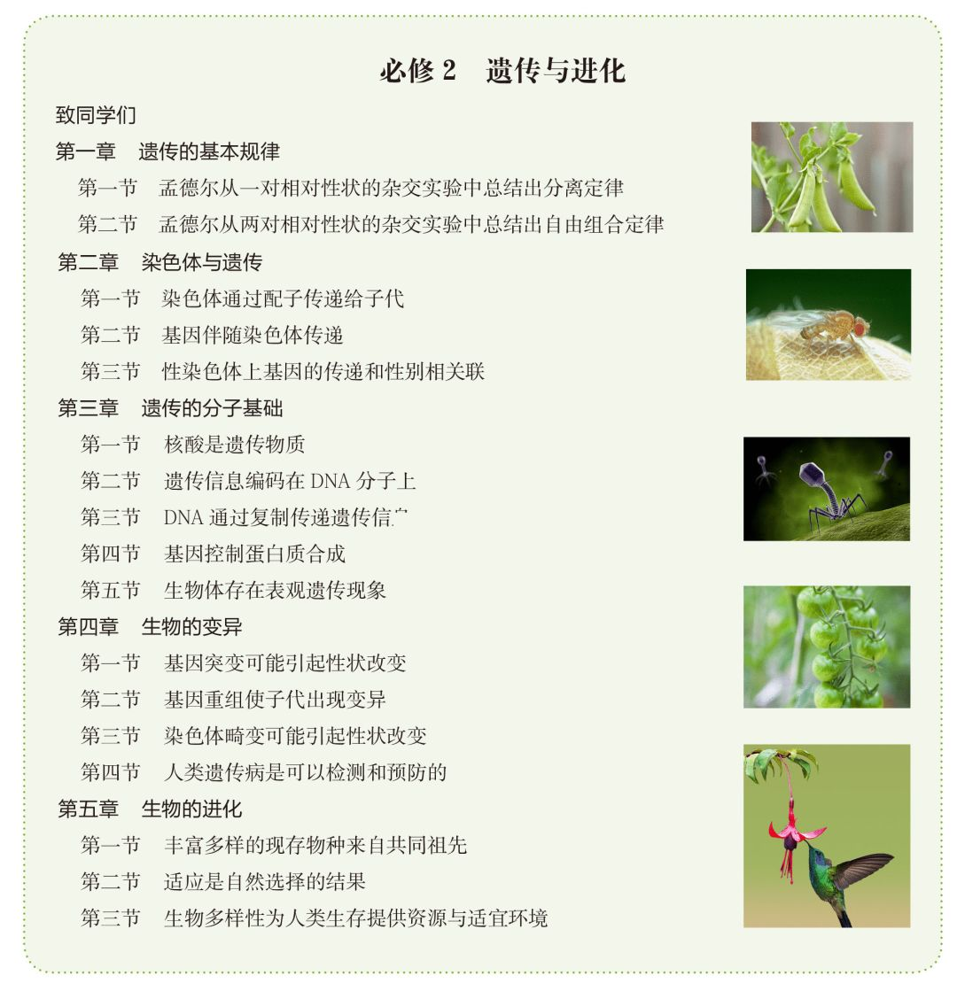 必修 2　遗传与进化
致同学们
第一章　遗传的基本规律
第一节　孟德尔从一对相对性状的杂交实验中总结出分离定律
第二节　孟德尔从两对相对性状的杂交实验中总结出自由组合定律
第二章　染色体与遗传
第一节　染色体通过配子传递给子代
第二节　基因伴随染色体传递
第三节　性染色体上基因的传递和性别相关联
第三章　遗传的分子基础
第一节　核酸是遗传物质
第二节　遗传信息编码在 DNA 分子上
第三节　DNA 通过复制传递遗传信
第四节　基因控制蛋白质合成
第五节　生物体存在表观遗传现象
第四章　生物的变异
第一节　基因突变可能引起性状改变
第二节　基因重组使子代出现变异
第三节　染色体畸变可能引起性状改变
第四节　人类遗传病是可以检测和预防的
第五章　生物的进化
第一节　丰富多样的现存物种来自共同祖先
第二节　适应是自然选择的结果
第三节　生物多样性为人类生存提供资源与适宜环境